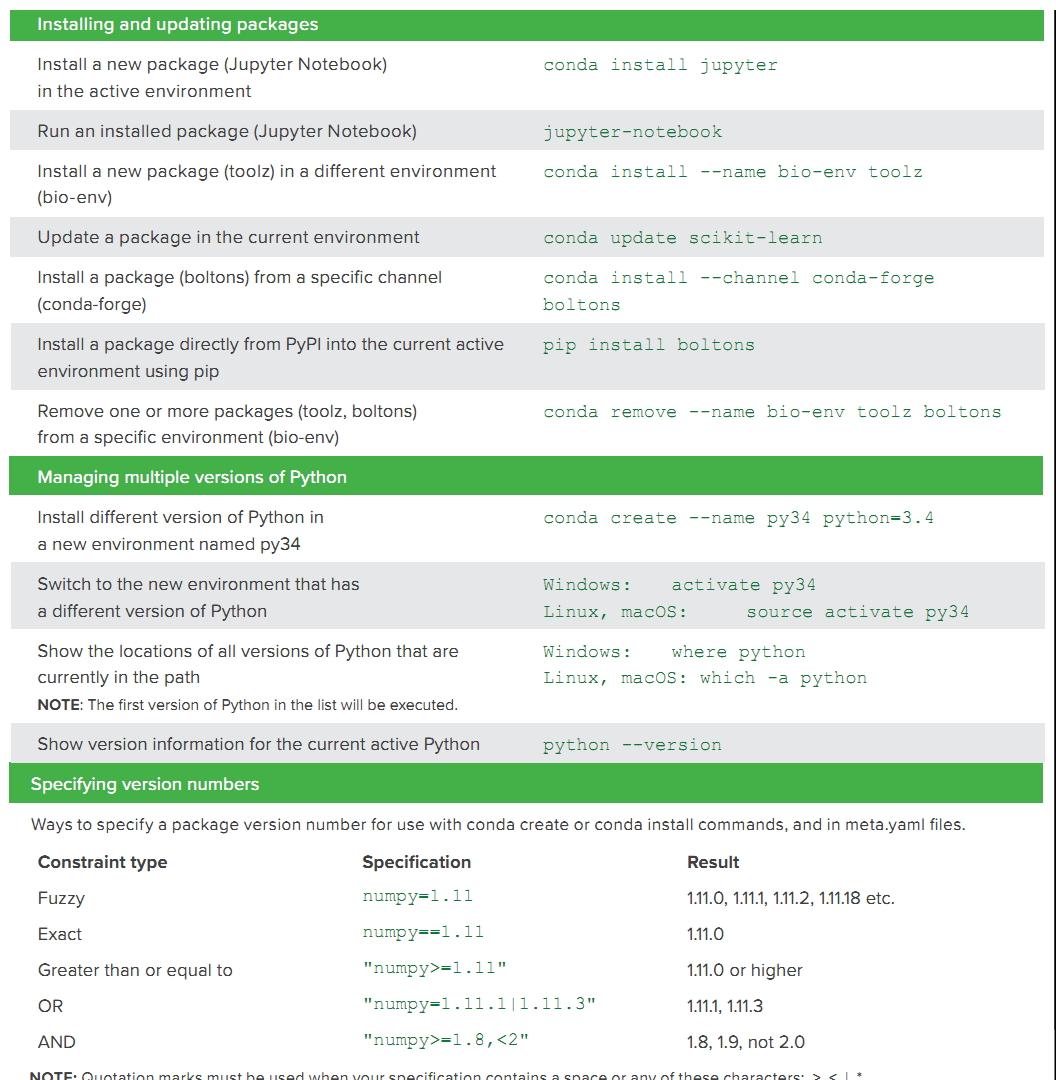 Installing and updating packages
Install a new package (Jupyter Notebook)
in the active environment
conda install jupyter
Run an installed package (Jupyter Notebook)
jupyter-notebook
Install a new package (toolz) in a different environment
(bio-env)
conda install --name bio-env toolz
Update a package in the current environment
conda update scikit-learn
Install a package (boltons) from a specific channel
(conda-forge)
conda install --channel conda-forge
boltons
Install a package directly from PyPI into the current active
environment using pip
pip install boltons
Remove one or more packages (toolz, boltons)
from a specific environment (bio-env)
conda remove --name bio-env toolz boltons
Managing multiple versions of Python
Install different version of Python in
a new environment named py34
conda create --name py34 python=3.4
Switch to the new environment that has
a different version of Python
Windows: activate py34
Linux, macOS: source activate py34
Show the locations of all versions of Python that are
currently in the path
NOTE: The first version of Python in the list will be executed.
Windows: where python
Linux, macOS: which -a python
Show version information for the current active Python
python --version
Specifying version numbers
Ways to specify a package version number for use with conda create or conda install commands, and in meta.yaml files.
Constraint type Specification Result
Fuzzy numpy=1.11 1.11.0, 1.11.1, 1.11.2, 1.11.18 etc.
Exact numpy==1.11 1.11.0
Greater than or equal to "numpy>=1.11" 1.11.0 or higher
OR "numpy=1.11.1|1.11.3" 1.11.1, 1.11.3
AND "numpy>=1.8,<2" 1.8, 1.9, not 2.0
NOTE: Quotation marks must be used when your specification contains a space or any of these characters: > < | *